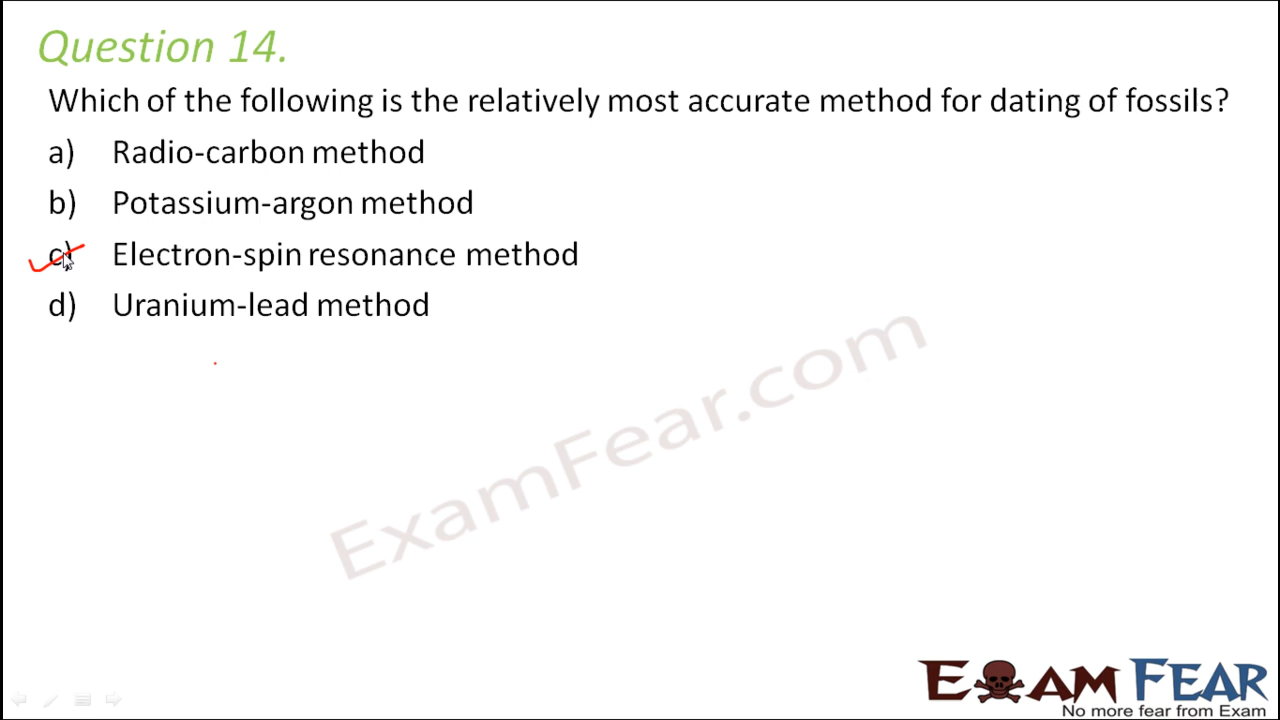 Question 14.
Which of the following is the relatively most accurate method for dating of fossils?
a) Radio-carbon method
b) Potassium-argon method
c) Electron-spin resonance method
d) Uranium-lead method
ExamFear.com
EXAM FEAR
No more fear from Exam